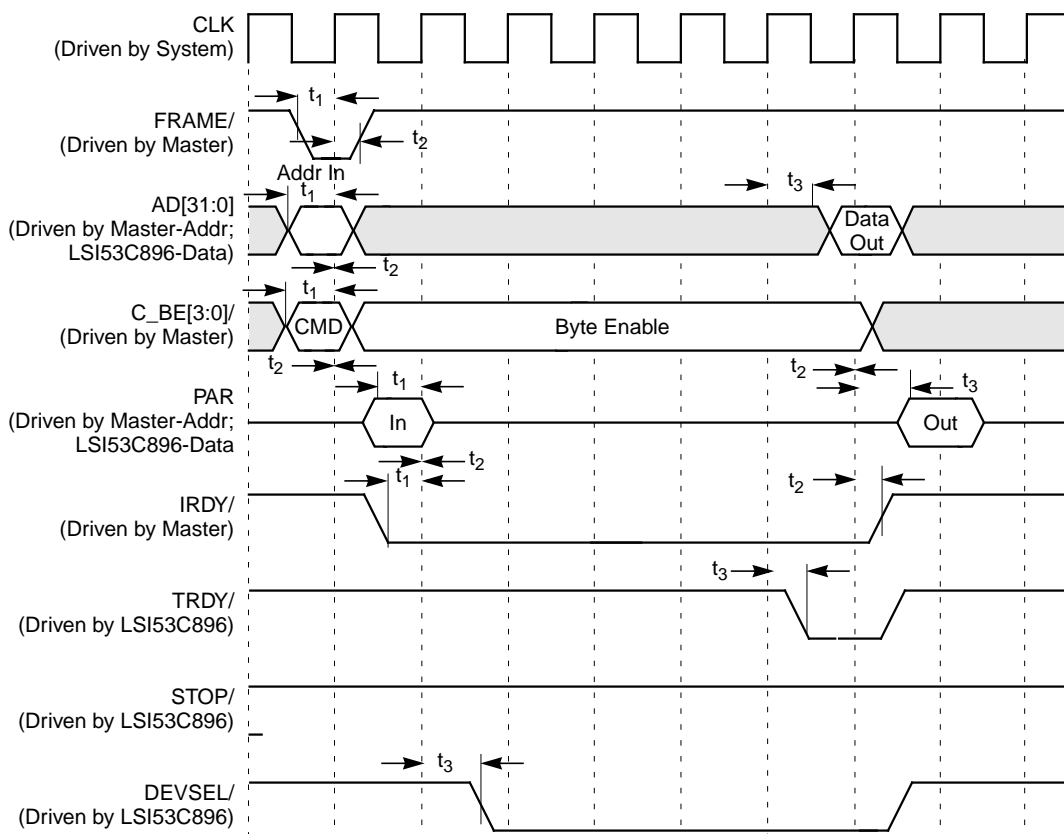 CLK
(Driven by System)
t1
FRAME/
(Driven by Master)
t2
Addr In
t1
t3
AD[31:0]
(Driven by Master-Addr;
LSI53C896-Data)
Data
Out
t2
t1
C_BE[3:0]/
(Driven by Master)
CMD
Byte Enable
t2
t2
t1
t3
PAR
(Driven by Master-Addr;
LSI53C896-Data
In
Out
t2
t1
t2
IRDY/
(Driven by Master)
t3
TRDY/
(Driven by LSI53C896)
STOP/
(Driven by LSI53C896)
t3
DEVSEL/
(Driven by LSI53C896)